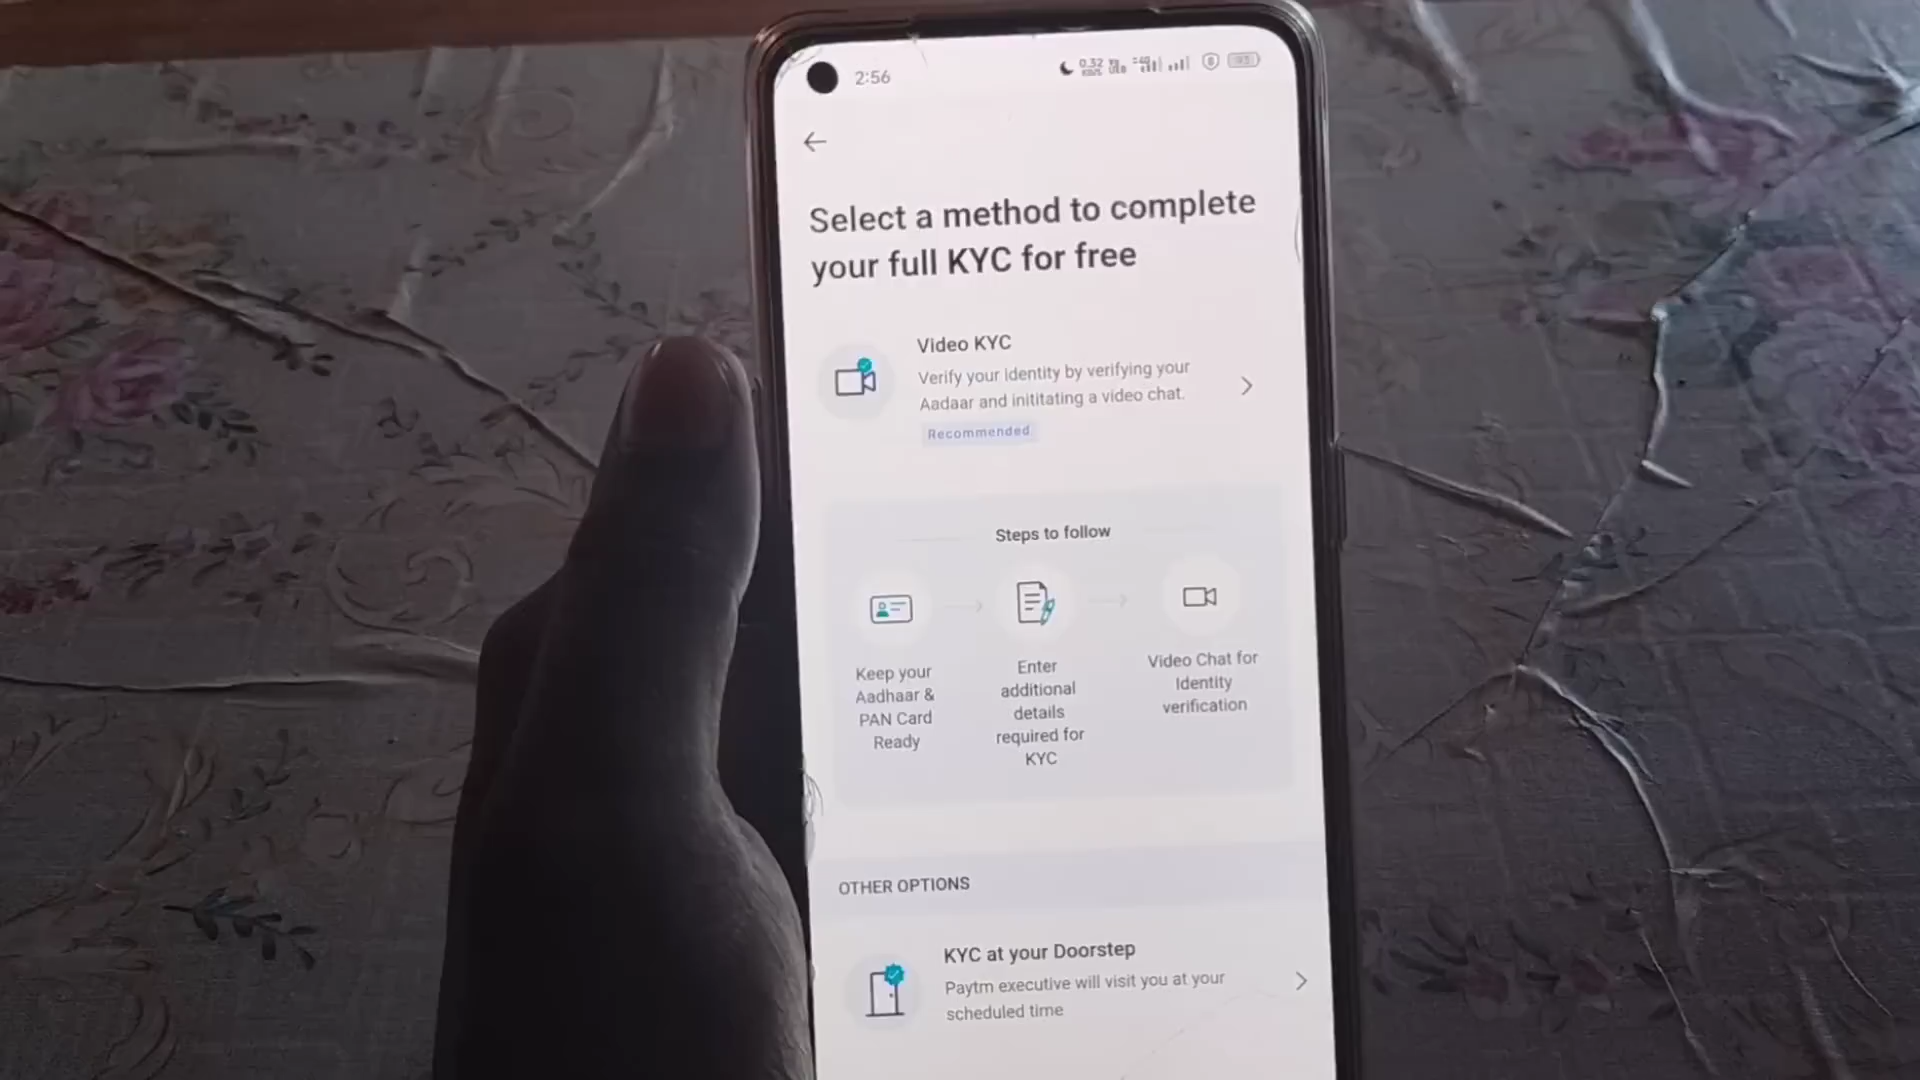 2:56
0.32
Select a method to complete
your full KYC for free
Video KYC
Verify your identity by verifying your
Aadaar and inititating a video chat.
Recommended
Steps to follow
Keep your
Aadhaar &
PAN Card
Ready
Enter
additional
details
required for
KYC
Video Chat for
Identity
verification
OTHER OPTIONS
KYC at your Doorstep
Paytm executive will visit you at your
scheduled time